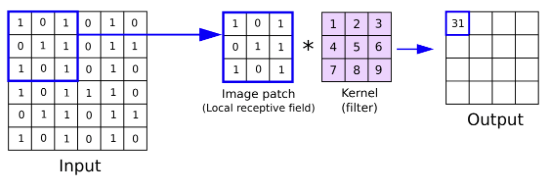 1 0 1 0 1 0
0 1 1 0 1 1
1 0 1 0 1 0
1 0 1 1 1 0
0 1 1 0 1 1
1 0 1 0 1 0
Input
1 0 1
0 1 1
1 0 1
Image patch
(Local receptive field)
*
1 2 3
4 5 6
7 8 9
Kernel
(filter)
31
Output